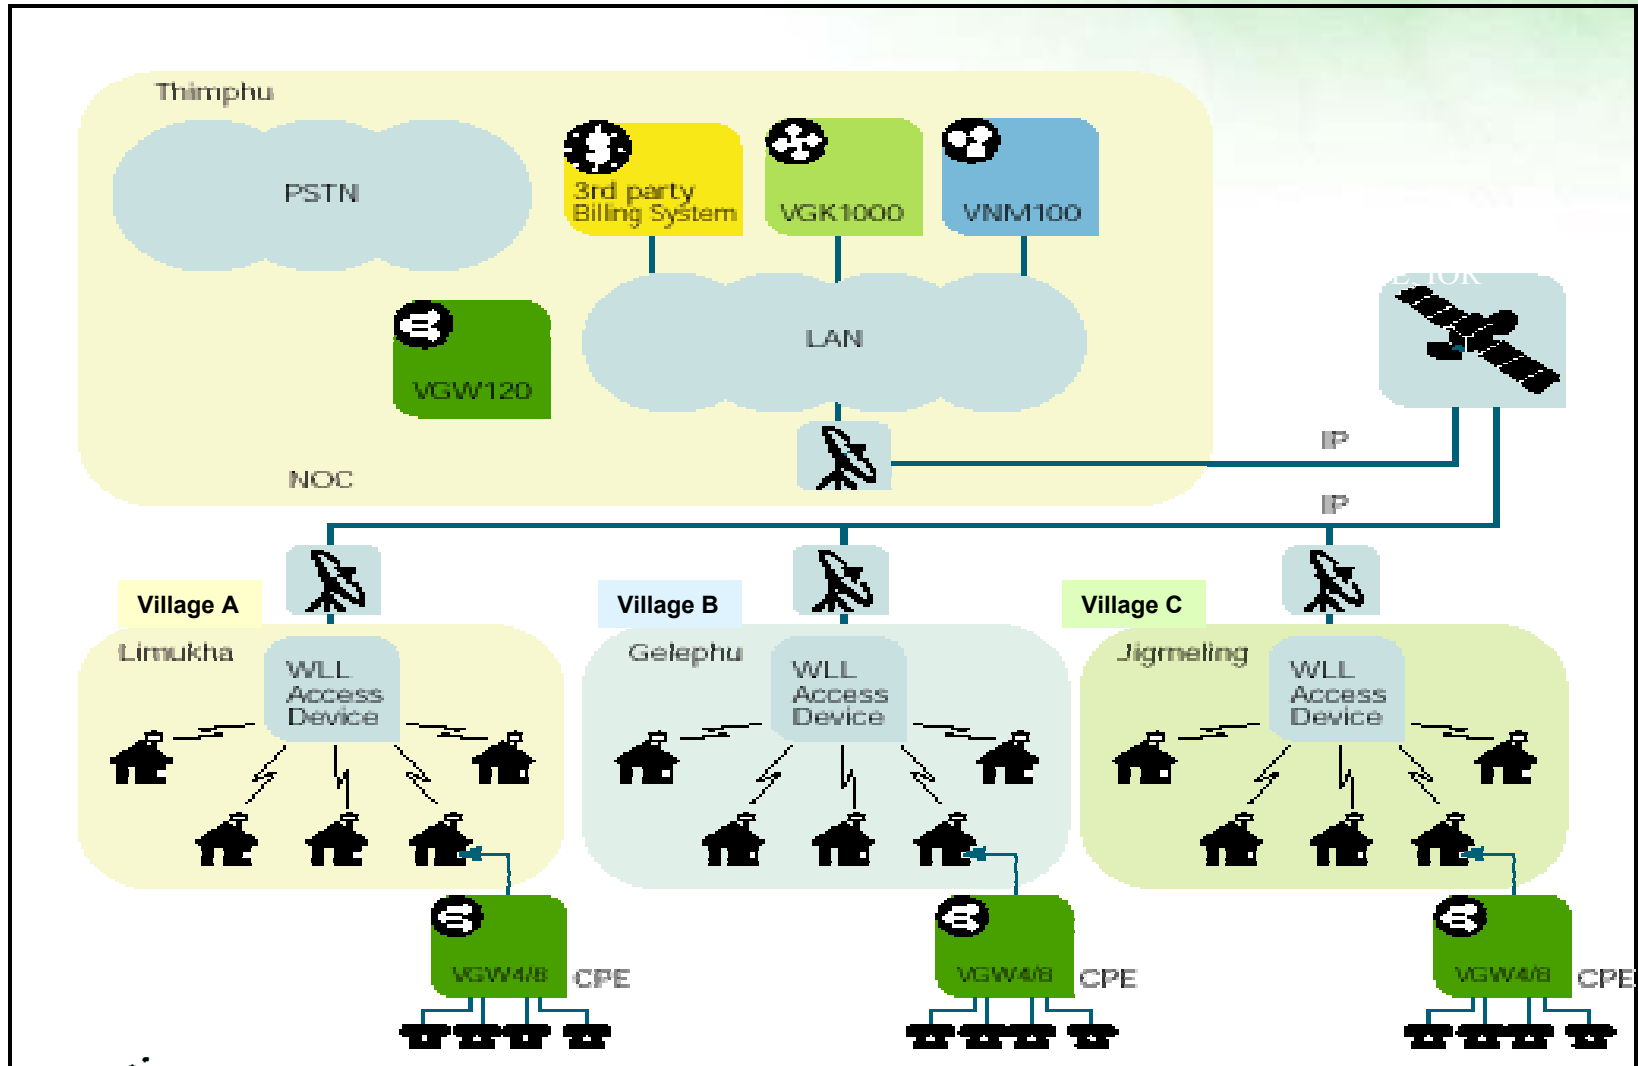 Thimphu
PSTN
3rd party
Billing System
VGK1000
VNM100
LAN
VGW120
NOC
IP
IP
Village A
Village B
Village C
Limukha
Gelephu
Jigmeling
WLL
Access
Device
WLL
Access
Device
WLL
Access
Device
VGW4/8
CPE
VGW4/8
CPE
VGW4/8
CPE